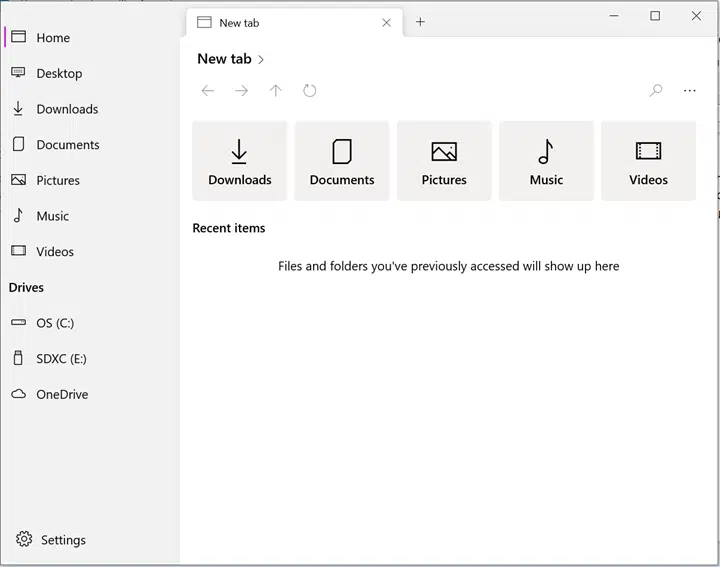 Home
Desktop
Downloads
Documents
Pictures
Music
Videos
Drives
OS (C:)
SDXC (E:)
OneDrive
Settings
New tab
New tab
Downloads
Documents
Pictures
Music
Videos
Recent items
Files and folders you've previously accessed will show up here